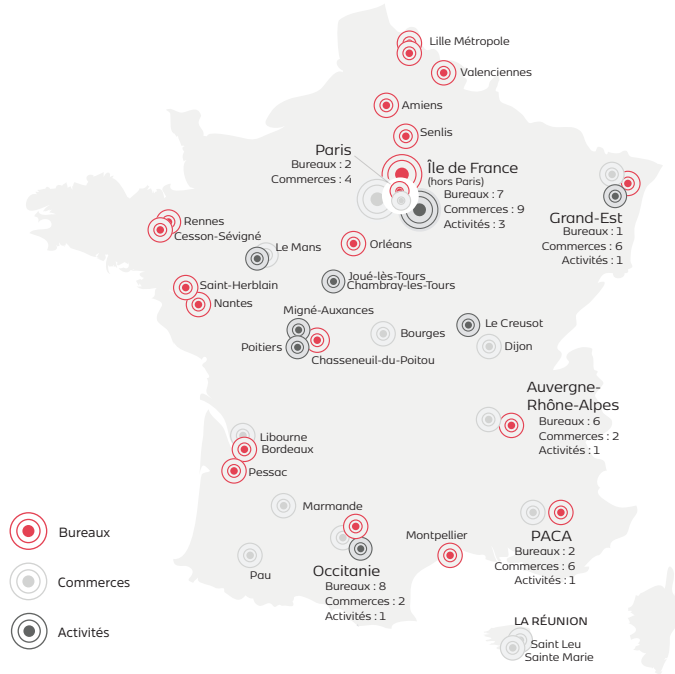 Lille Métropole
Valenciennes
Amiens
Senlis
Paris
Bureaux : 2
Commerces : 4
Île de France
(hors Paris)
Bureaux : 7
Commerces : 9
Activités : 3
Grand-Est
Bureaux : 1
Commerces : 6
Activités : 1
Rennes
Cesson-Sévigné
Le Mans
Orléans
Joué-lès-Tours
Chambray-les-Tours
Saint-Herblain
Nantes
Migné-Auxances
Poitiers
Chasseneuil-du-Poitou
Bourges
Le Creusot
Dijon
Auvergne-
Rhône-Alpes
Bureaux : 6
Commerces : 2
Activités : 1
Libourne
Bordeaux
Pessac
Marmande
Pau
Occitanie
Bureaux : 8
Commerces : 2
Activités : 1
Montpellier
PACA
Bureaux : 2
Commerces : 6
Activités : 1
Bureaux
Commerces
Activités
LA RÉUNION
Saint Leu
Sainte Marie